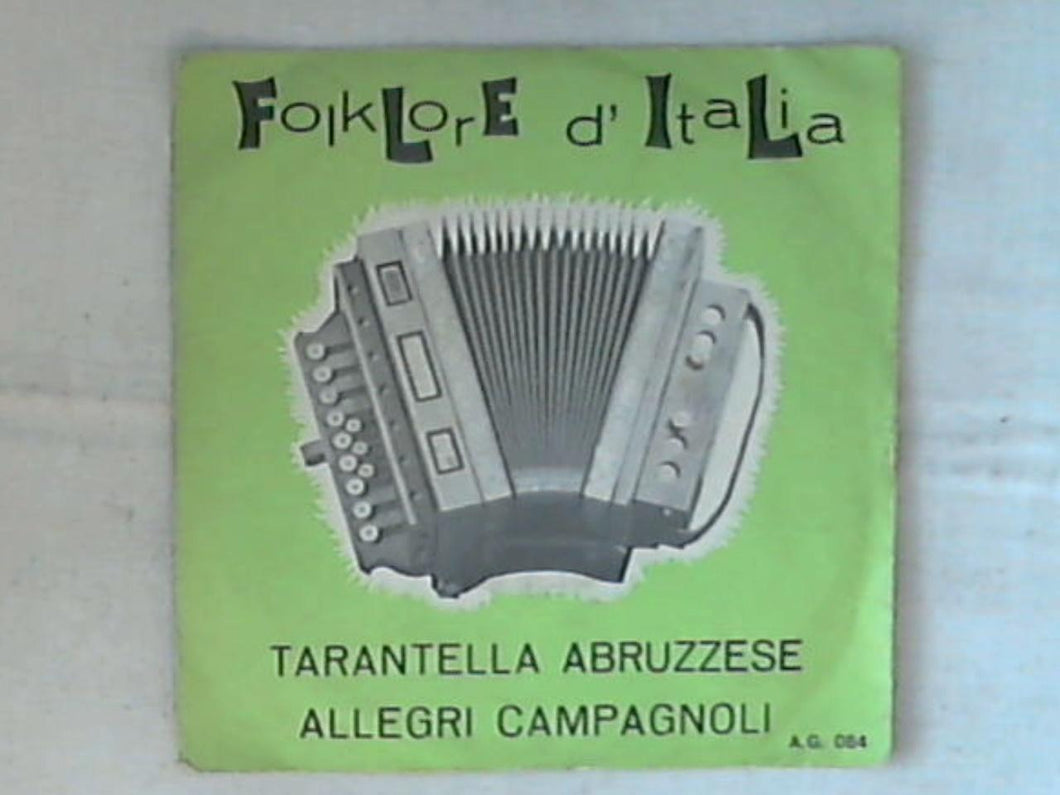 FolkLorE d' ItaLia
TARANTELLA ABRUZZESE
ALLEGRI CAMPAGNOLI
A.G. 084